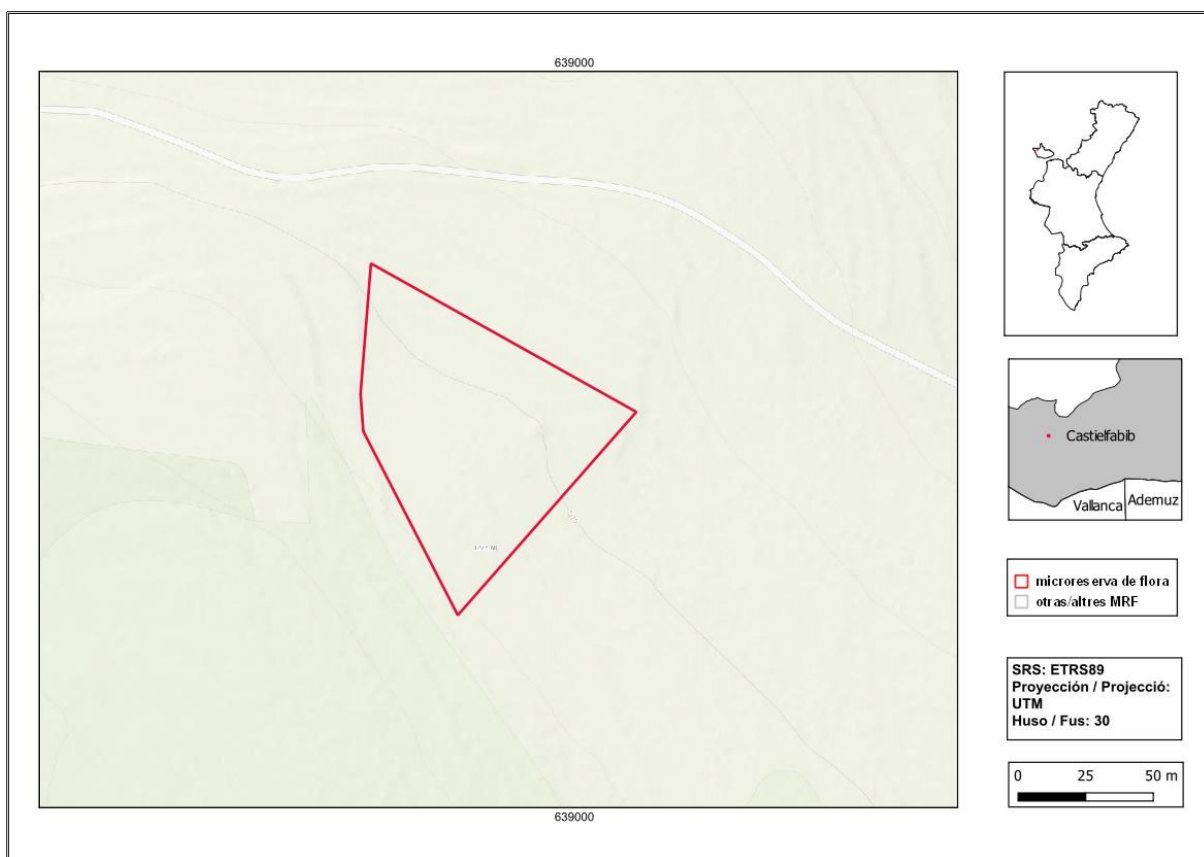 639000
Castielfabib
Vallanca
Ademuz
microreserva de flora
otras/altres MRF
SRS: ETRS89
Proyección / Projecció:
UTM
Huso / Fus: 30
0 25 50 m
639000